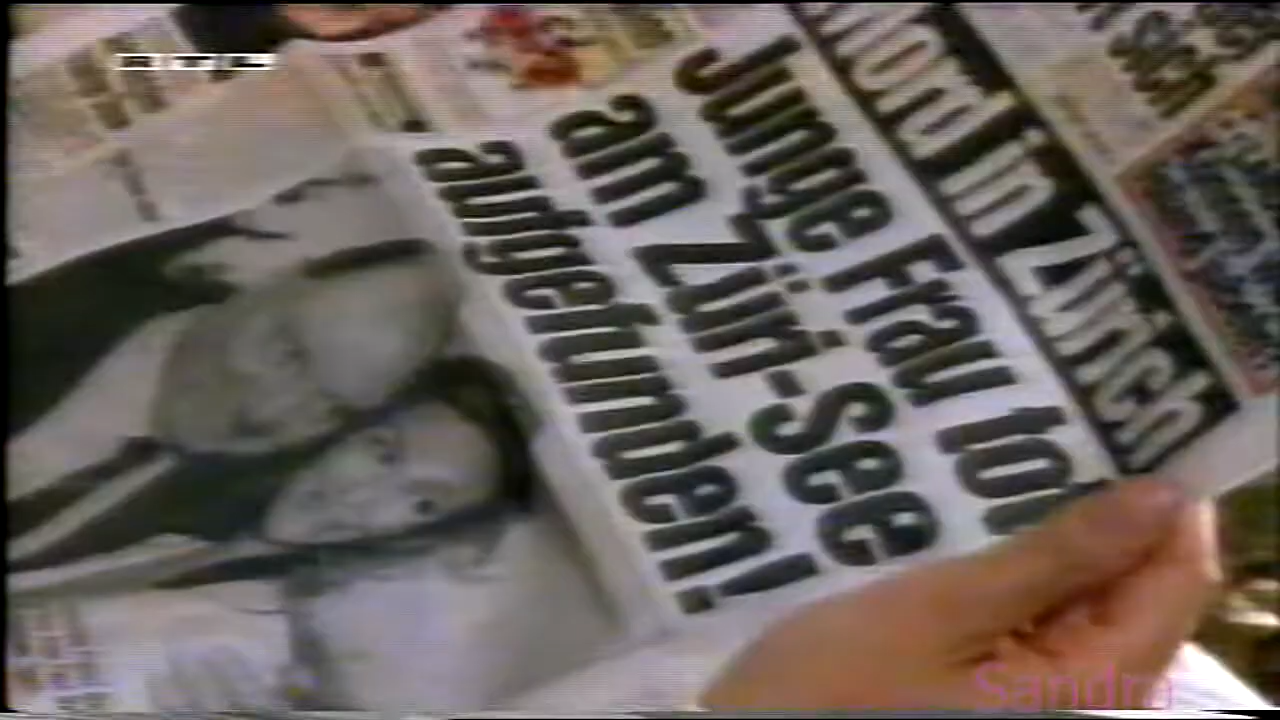 Mord in Zürich
Junge Frau tot
am Züri-See
aufgefunden!
Sandra